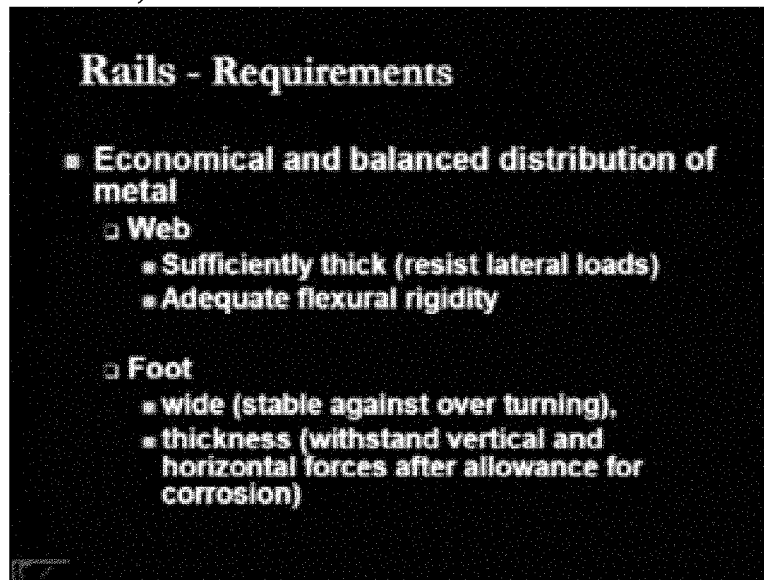 Rails - Requirements
Economical and balanced distribution of
metal
Web
Sufficiently thick (resist lateral loads)
Adequate flexural rigidity
Foot
wide (stable against over turning),
thickness (withstand vertical and
horizontal forces after allowance for
corrosion)